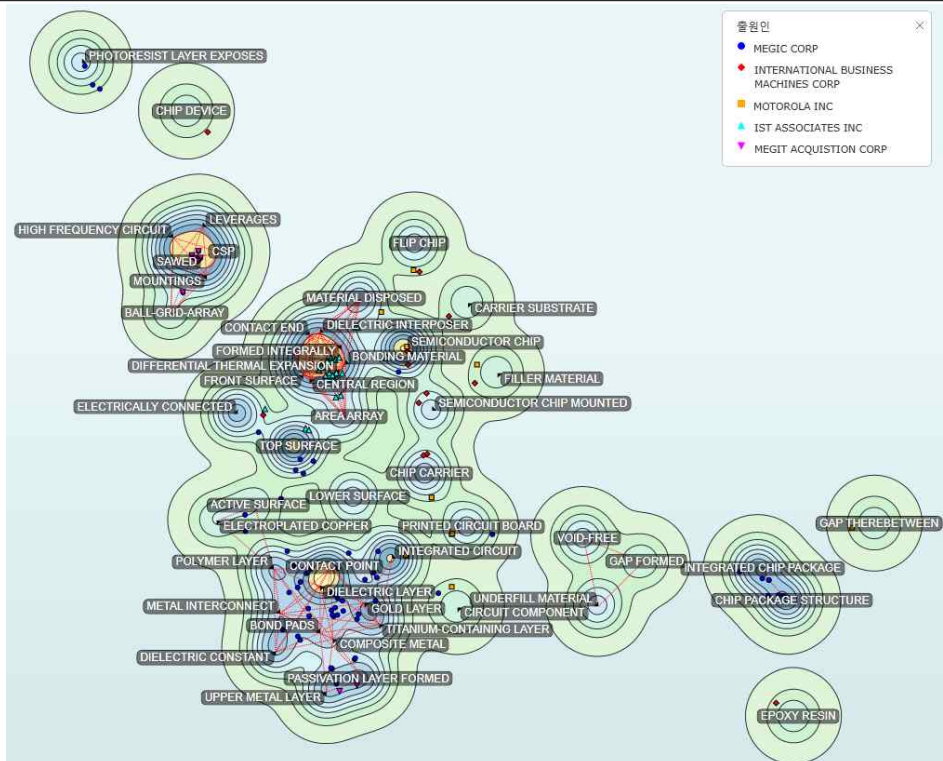 출원인
MEGIC CORP
INTERNATIONAL BUSINESS
MACHINES CORP
MOTOROLA INC
IST ASSOCIATES INC
MEGIT ACQUISTION CORP
PHOTORESIST LAYER EXPOSES
CHIP DEVICE
LEVERAGES
HIGH FREQUENCY CIRCUIT
CSP
SAWED
MOUNTINGS
BALL-GRID-ARRAY
FLIP CHIP
MATERIAL DISPOSED
CARRIER SUBSTRATE
CONTACT END
DIELECTRIC INTERPOSER
SEMICONDUCTOR CHIP
FORMED INTEGRALLY
BONDING MATERIAL
DIFFERENTIAL THERMAL EXPANSION
FRONT SURFACE
CENTRAL REGION
FILLER MATERIAL
ELECTRICALLY CONNECTED
AREA ARRAY
SEMICONDUCTOR CHIP MOUNTED
TOP SURFACE
CHIP CARRIER
LOWER SURFACE
ACTIVE SURFACE
ELECTROPLATED COPPER
PRINTED CIRCUIT BOARD
GAP THEREBETWEEN
VOID-FREE
INTEGRATED CIRCUIT
POLYMER LAYER
CONTACT POINT
GAP FORMED
INTEGRATED CHIP PACKAGE
DIELECTRIC LAYER
UNDERFILL MATERIAL
CHIP PACKAGE STRUCTURE
METAL INTERCONNECT
GOLD LAYER
CIRCUIT COMPONENT
BOND PADS
TITANIUM-CONTAINING LAYER
COMPOSITE METAL
DIELECTRIC CONSTANT
PASSIVATION LAYER FORMED
UPPER METAL LAYER
EPOXY RESIN